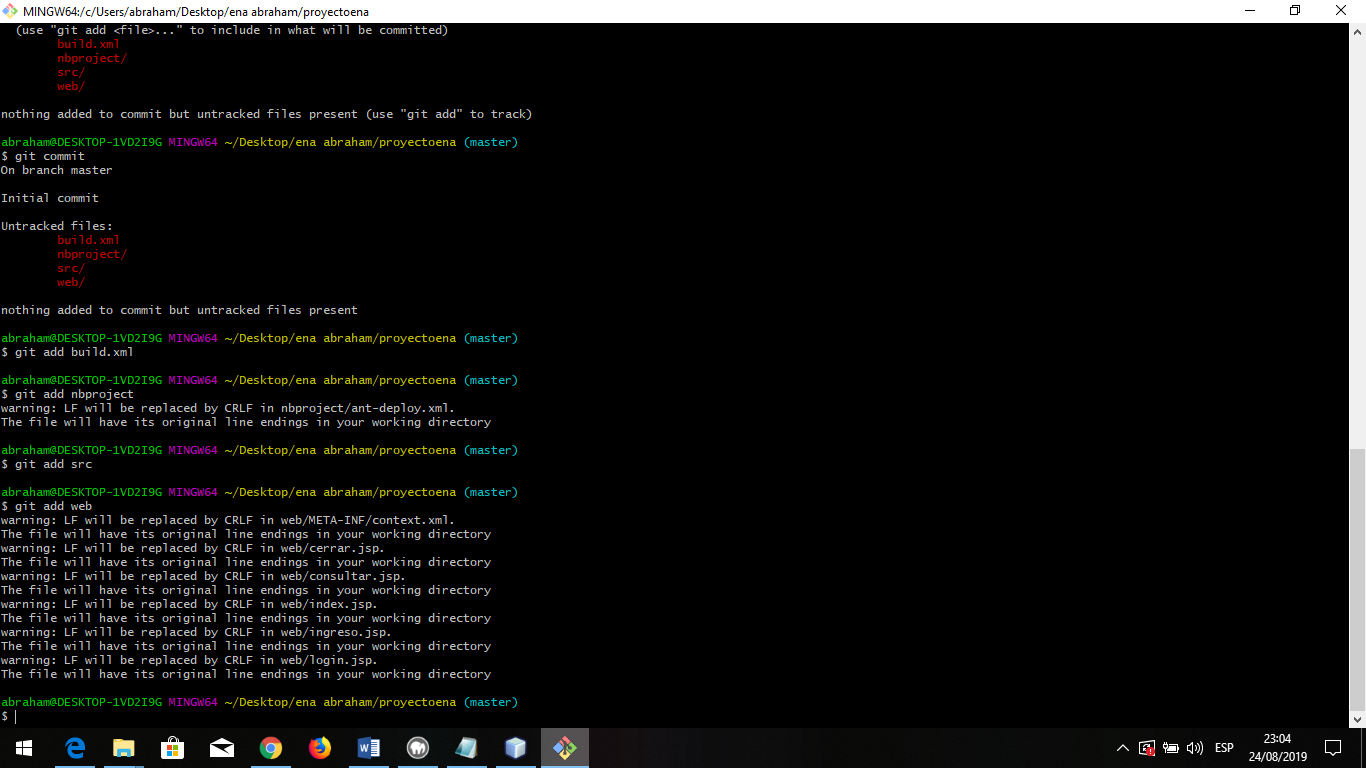 MINGW64:/c/Users/abraham/Desktop/ena abraham/proyectoena
(use "git add <file>..." to include in what will be committed)
build.xml
nbproject/
src/
web/
nothing added to commit but untracked files present (use "git add" to track)
abraham@DESKTOP-1VD2I9G MINGW64 ~/Desktop/ena abraham/proyectoena (master)
$ git commit
On branch master
Initial commit
Untracked files:
build.xml
nbproject/
src/
web/
nothing added to commit but untracked files present
abraham@DESKTOP-1VD2I9G MINGW64 ~/Desktop/ena abraham/proyectoena (master)
$ git add build.xml
abraham@DESKTOP-1VD2I9G MINGW64 ~/Desktop/ena abraham/proyectoena (master)
$ git add nbproject
warning: LF will be replaced by CRLF in nbproject/ant-deploy.xml.
The file will have its original line endings in your working directory
abraham@DESKTOP-1VD2I9G MINGW64 ~/Desktop/ena abraham/proyectoena (master)
$ git add src
abraham@DESKTOP-1VD2I9G MINGW64 ~/Desktop/ena abraham/proyectoena (master)
$ git add web
warning: LF will be replaced by CRLF in web/META-INF/context.xml.
The file will have its original line endings in your working directory
warning: LF will be replaced by CRLF in web/cerrar.jsp.
The file will have its original line endings in your working directory
warning: LF will be replaced by CRLF in web/consultar.jsp.
The file will have its original line endings in your working directory
warning: LF will be replaced by CRLF in web/index.jsp.
The file will have its original line endings in your working directory
warning: LF will be replaced by CRLF in web/ingreso.jsp.
The file will have its original line endings in your working directory
warning: LF will be replaced by CRLF in web/login.jsp.
The file will have its original line endings in your working directory
abraham@DESKTOP-1VD2I9G MINGW64 ~/Desktop/ena abraham/proyectoena (master)
$
ESP
23:04
24/08/2019